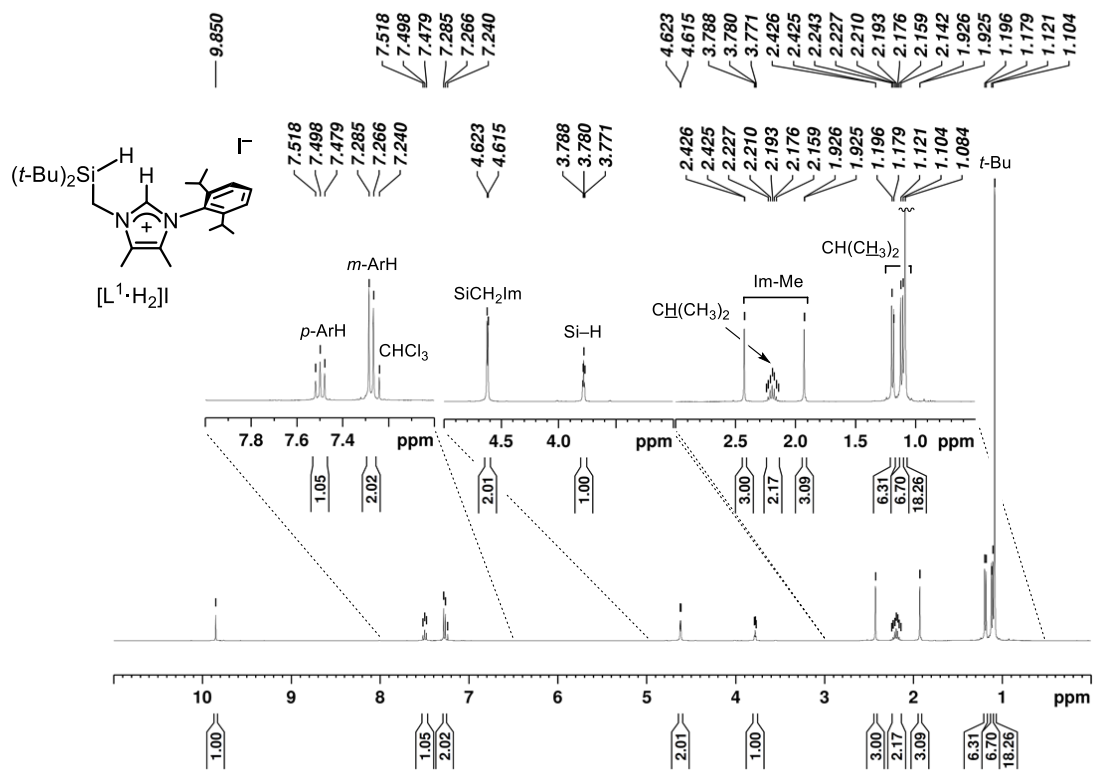 9.850 7.518 7.498 7.479 7.285 7.266 7.240 4.623 4.615 3.788 3.780 3.771 2.426 2.425 2.243 2.227 2.210 2.193 2.176 2.159 2.142 1.926 1.925 1.196 1.179 1.121 1.104
7.518 7.498 7.479 7.285 7.266 7.240 4.623 4.615 3.788 3.780 3.771 2.426 2.425 2.227 2.210 2.193 2.176 2.159 1.926 1.925 1.196 1.179 1.121 1.104 1.084
I–
H
(t-Bu)2Si
H
N
+
N
[L1·H2]I
t-Bu
CH(CH3)2
Im-Me
m-ArH
SiCH2Im
CH(CH3)2
Si–H
p-ArH
CHCl3
7.8 7.6 7.4 ppm 4.5 4.0 ppm 2.5 2.0 1.5 1.0 ppm
1.05 2.02 2.01 1.00 3.00 2.17 3.09 6.31 6.70 18.26
10 9 8 7 6 5 4 3 2 1 ppm
1.00 1.05 2.02 2.01 1.00 3.00 2.17 3.09 6.31 6.70 18.26